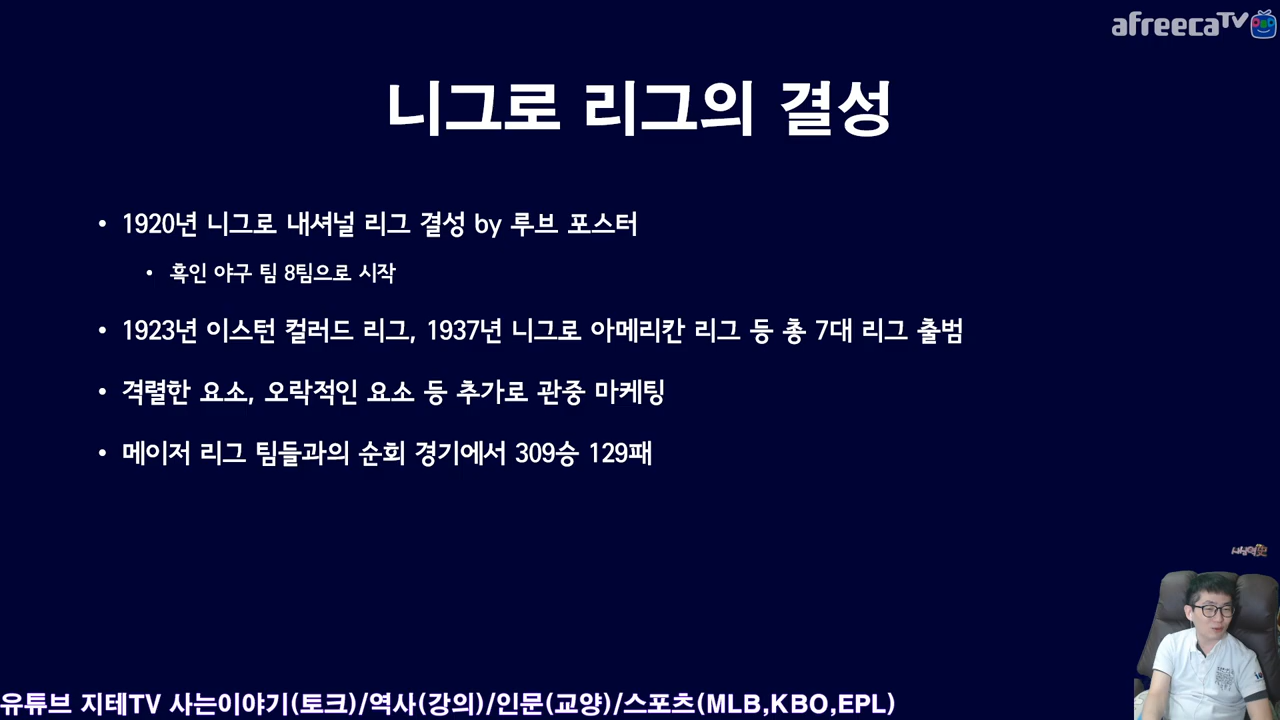 afreecaTV
니그로 리그의 결성
• 1920년 니그로 내셔널 리그 결성 by 루브 포스터
• 흑인 야구 팀 8팀으로 시작
• 1923년 이스턴 컬러드 리그, 1937년 니그로 아메리칸 리그 등 총 7대 리그 출범
• 격렬한 요소, 오락적인 요소 등 추가로 관중 마케팅
• 메이저 리그 팀들과의 순회 경기에서 309승 129패
유튜브 지테TV 사는이야기(토크)/역사(강의)/인문(교양)/스포츠(MLB,KBO,EPL)